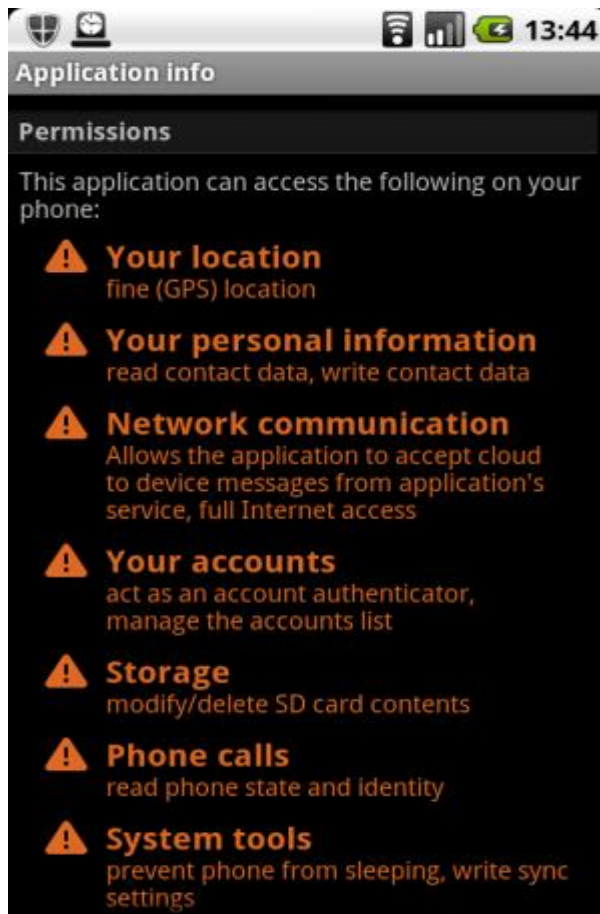 13:44
Application info
Permissions
This application can access the following on your
phone:
Your location
fine (GPS) location
Your personal information
read contact data, write contact data
Network communication
Allows the application to accept cloud
to device messages from application's
service, full Internet access
Your accounts
act as an account authenticator,
manage the accounts list
Storage
modify/delete SD card contents
Phone calls
read phone state and identity
System tools
prevent phone from sleeping, write sync
settings